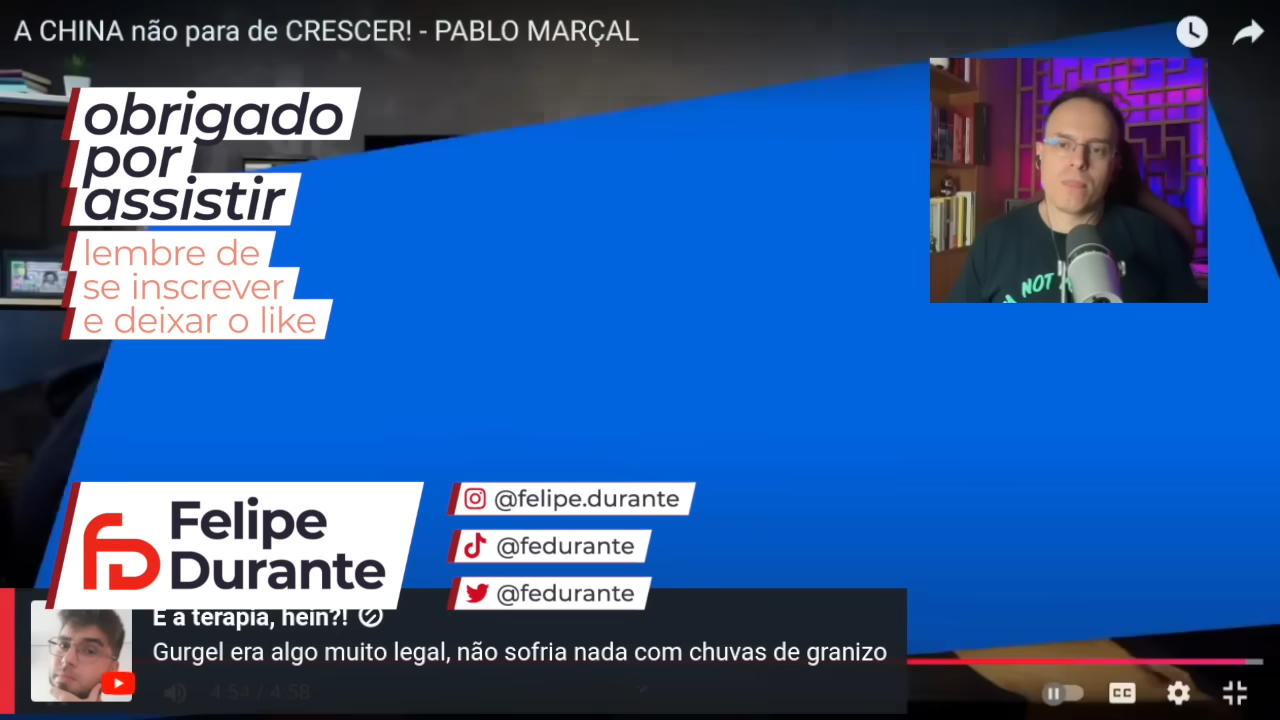 A CHINA não para de CRESCER! - PABLO MARÇAL
obrigado
por
assistir
lembre de
se inscrever
e deixar o like
NOT
Felipe
Durante
@felipe.durante
@fedurante
@fedurante
E a terapia, hein?!
Gurgel era algo muito legal, não sofria nada com chuvas de granizo
4:54 / 4:58
CC